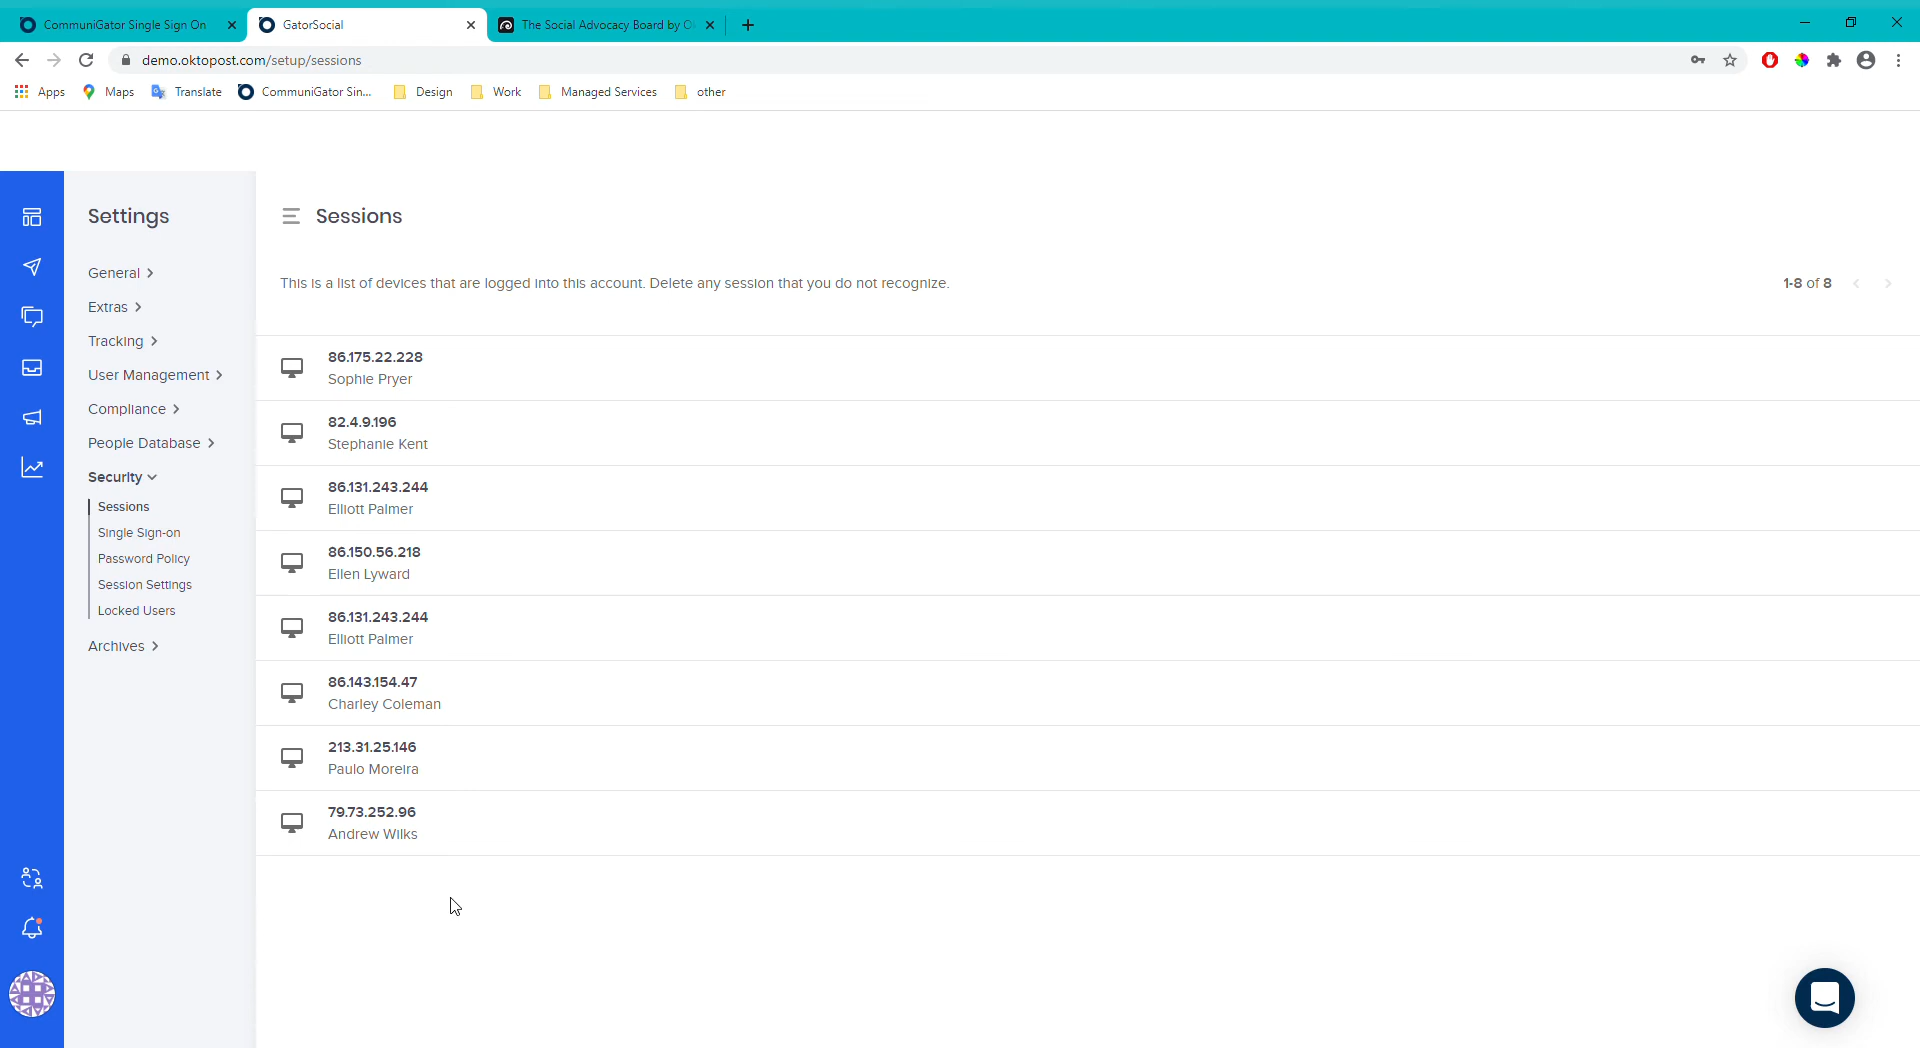 CommuniGator Single Sign On
GatorSocial
The Social Advocacy Board by O
demo.oktopost.com/setup/sessions
Apps
Maps
Translate
CommuniGator Sin...
Design
Work
Managed Services
other
Settings
General
Extras
Tracking
User Management
Compliance
People Database
Security
Sessions
Single Sign-on
Password Policy
Session Settings
Locked Users
Archives
Sessions
This is a list of devices that are logged into this account. Delete any session that you do not recognize.
1-8 of 8
86.175.22.228
Sophie Pryer
82.4.9.196
Stephanie Kent
86.131.243.244
Elliott Palmer
86.150.56.218
Ellen Lyward
86.131.243.244
Elliott Palmer
86.143.154.47
Charley Coleman
213.31.25.146
Paulo Moreira
79.73.252.96
Andrew Wilks